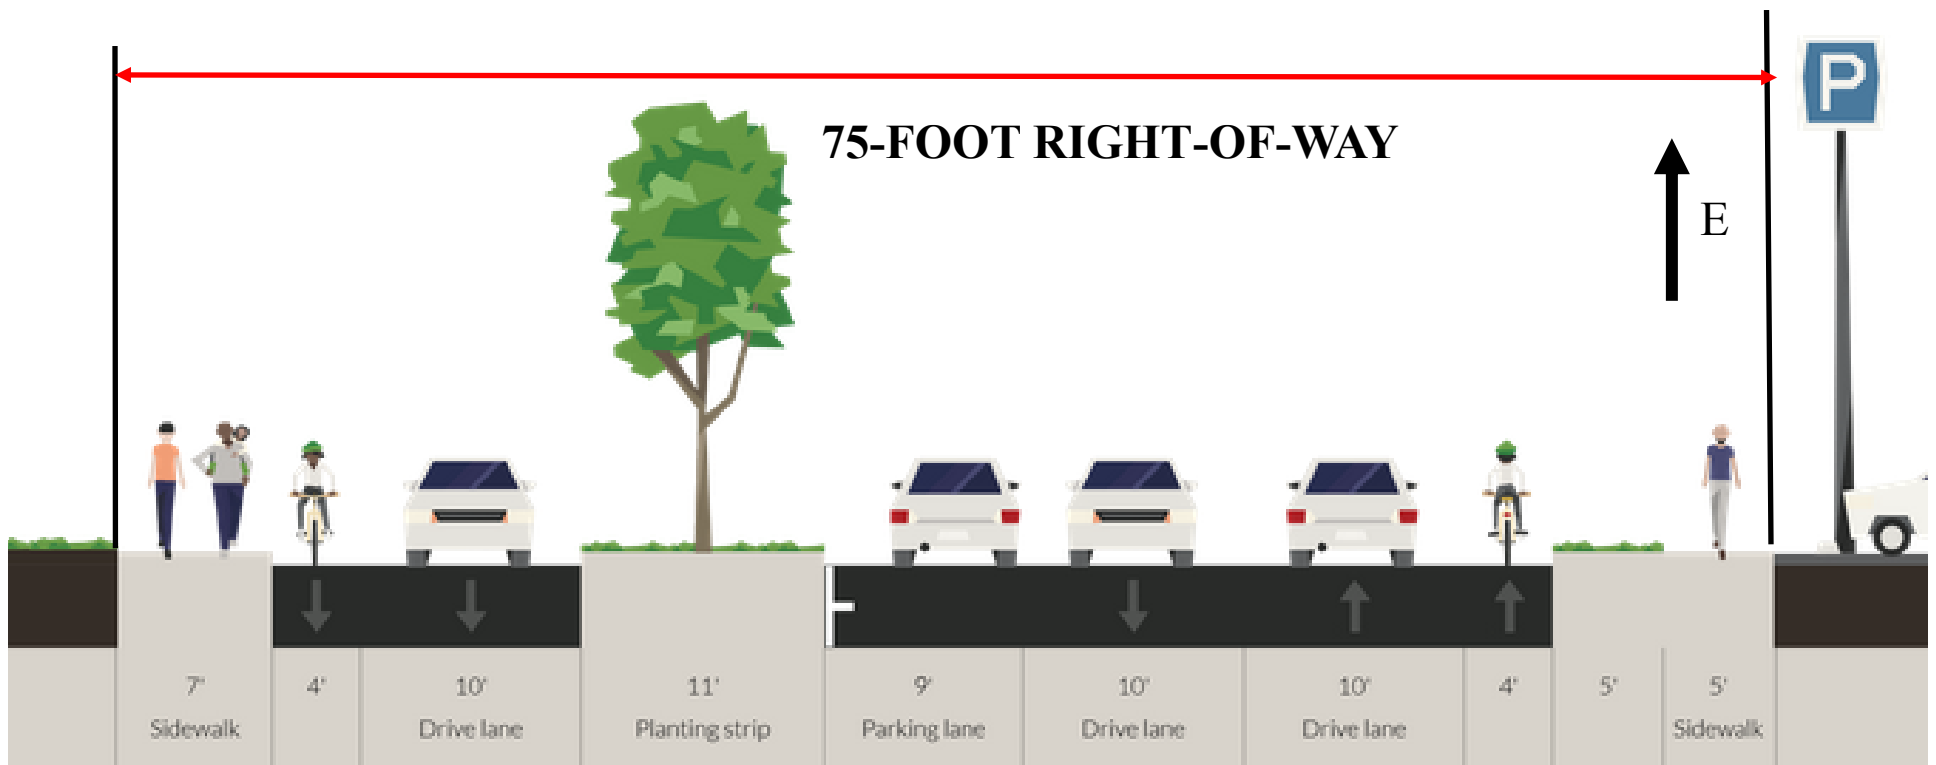 P
75-FOOT RIGHT-OF-WAY
E
7' 4' 10' 11' 9' 10' 10' 4' 5' 5'
Sidewalk Drive lane Planting strip Parking lane Drive lane Drive lane Sidewalk